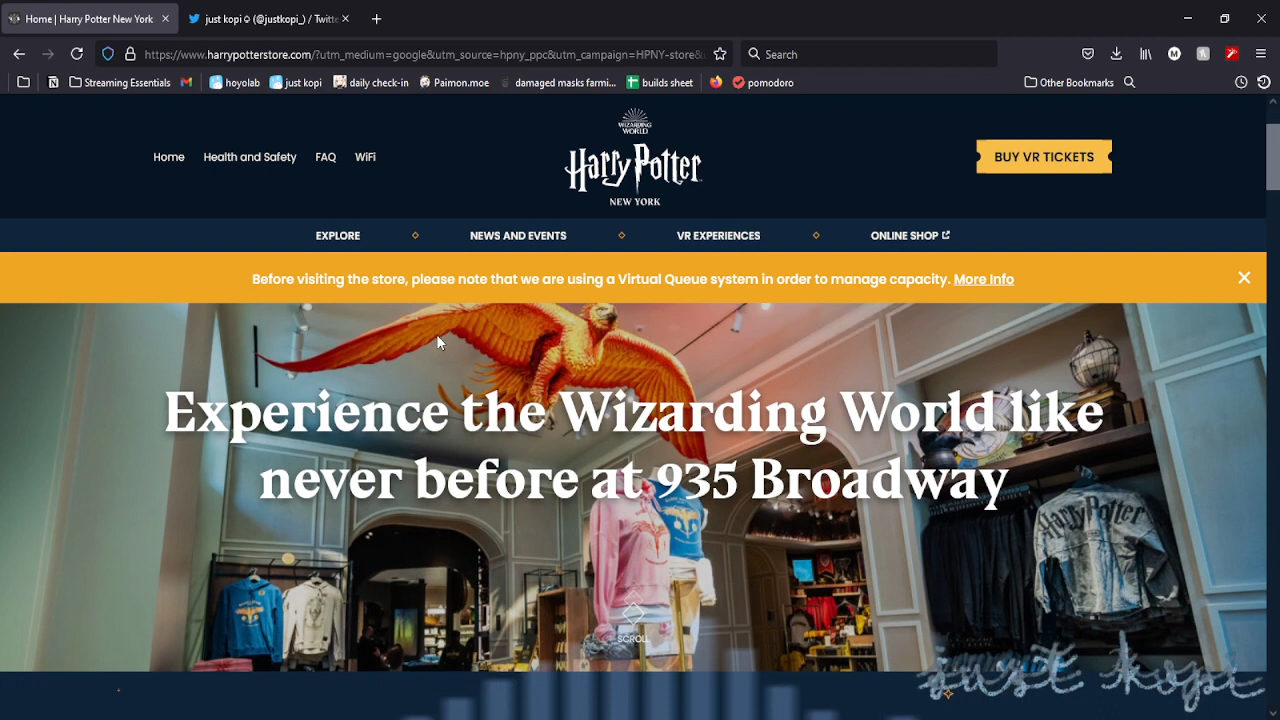 Home | Harry Potter New York
just kopi☺ (@justkopi_) / Twitte
https://www.harrypotterstore.com/?utm_medium=google&utm_source=hpny_ppc&utm_campaign=HPNY-store&
Search
Streaming Essentials
hoyolab
just kopi
daily check-in
Paimon.moe
damaged masks farmi...
builds sheet
pomodoro
Other Bookmarks
Home
Health and Safety
FAQ
WiFi
WIZARDING
WORLD
Harry Potter
NEW YORK
BUY VR TICKETS
EXPLORE
NEWS AND EVENTS
VR EXPERIENCES
ONLINE SHOP
Before visiting the store, please note that we are using a Virtual Queue system in order to manage capacity. More Info
Experience the Wizarding World like
never before at 935 Broadway
Harry Potter
SCROLL
just kopi